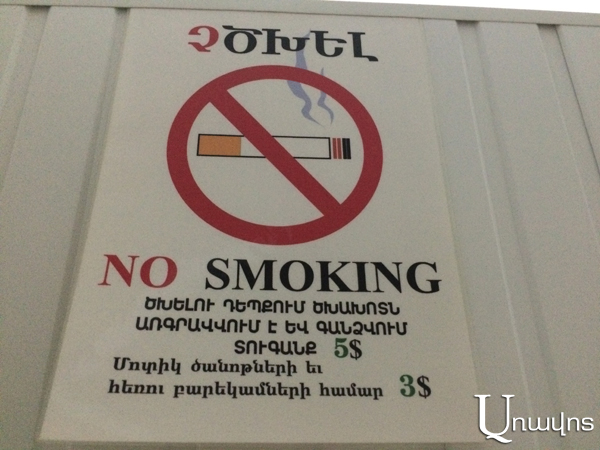 ՉԾԽԵԼ
NO SMOKING
ԾԽԵԼՈՒ ԴԵՊՔՈՒՄ ԾԽԱԽՈՏՆ
ԱՌԳՐԱՎՎՈՒՄ Է ԵՎ ԳԱՆՁՎՈՒՄ
ՏՈՒԳԱՆՔ 5$
Մոտիկ ծանոթների եւ
հեռու բարեկամների համար 3$
Առավոտ